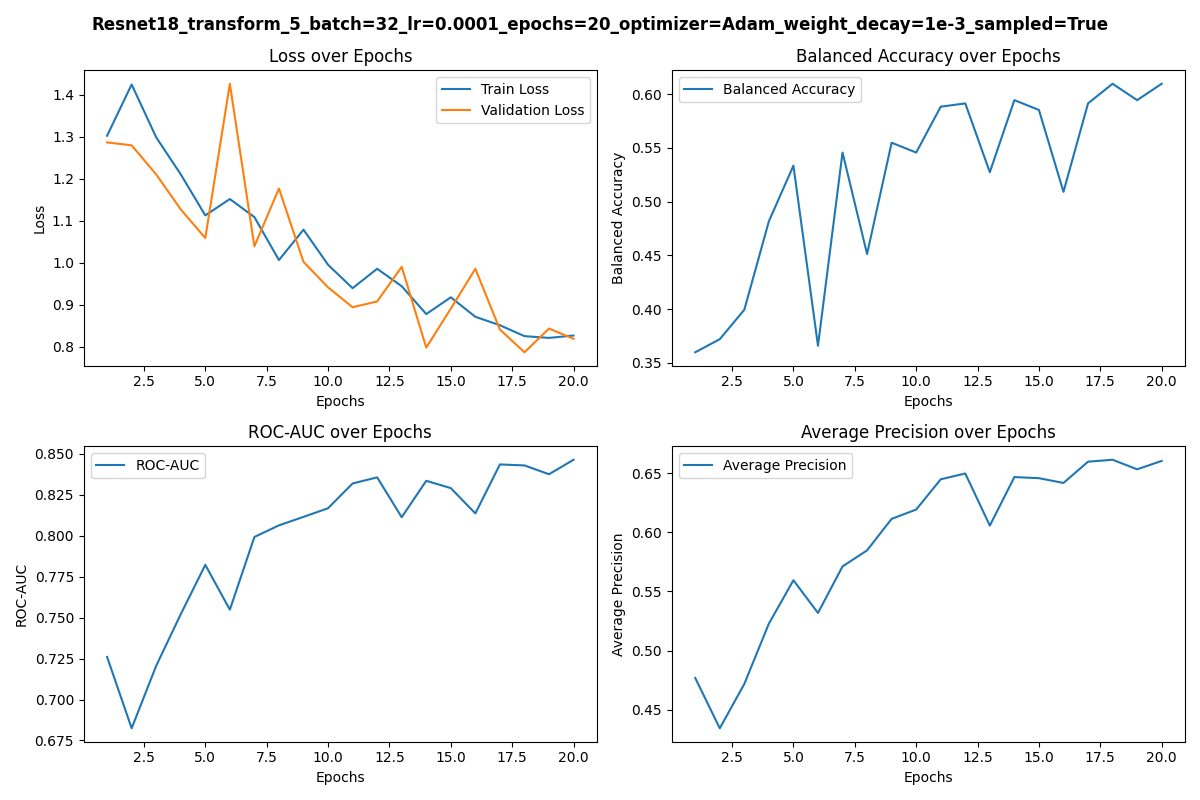 Resnet18_transform_5_batch=32_lr=0.0001_epochs=20_optimizer=Adam_weight_decay=1e-3_sampled=True
Loss over Epochs
Train Loss
Validation Loss
1.4
1.3
1.2
1.1
1.0
0.9
0.8
Loss
2.5 5.0 7.5 10.0 12.5 15.0 17.5 20.0
Epochs
Balanced Accuracy over Epochs
Balanced Accuracy
0.60
0.55
0.50
0.45
0.40
0.35
Balanced Accuracy
2.5 5.0 7.5 10.0 12.5 15.0 17.5 20.0
Epochs
ROC-AUC over Epochs
ROC-AUC
0.850
0.825
0.800
0.775
0.750
0.725
0.700
0.675
ROC-AUC
2.5 5.0 7.5 10.0 12.5 15.0 17.5 20.0
Epochs
Average Precision over Epochs
Average Precision
0.65
0.60
0.55
0.50
0.45
Average Precision
2.5 5.0 7.5 10.0 12.5 15.0 17.5 20.0
Epochs